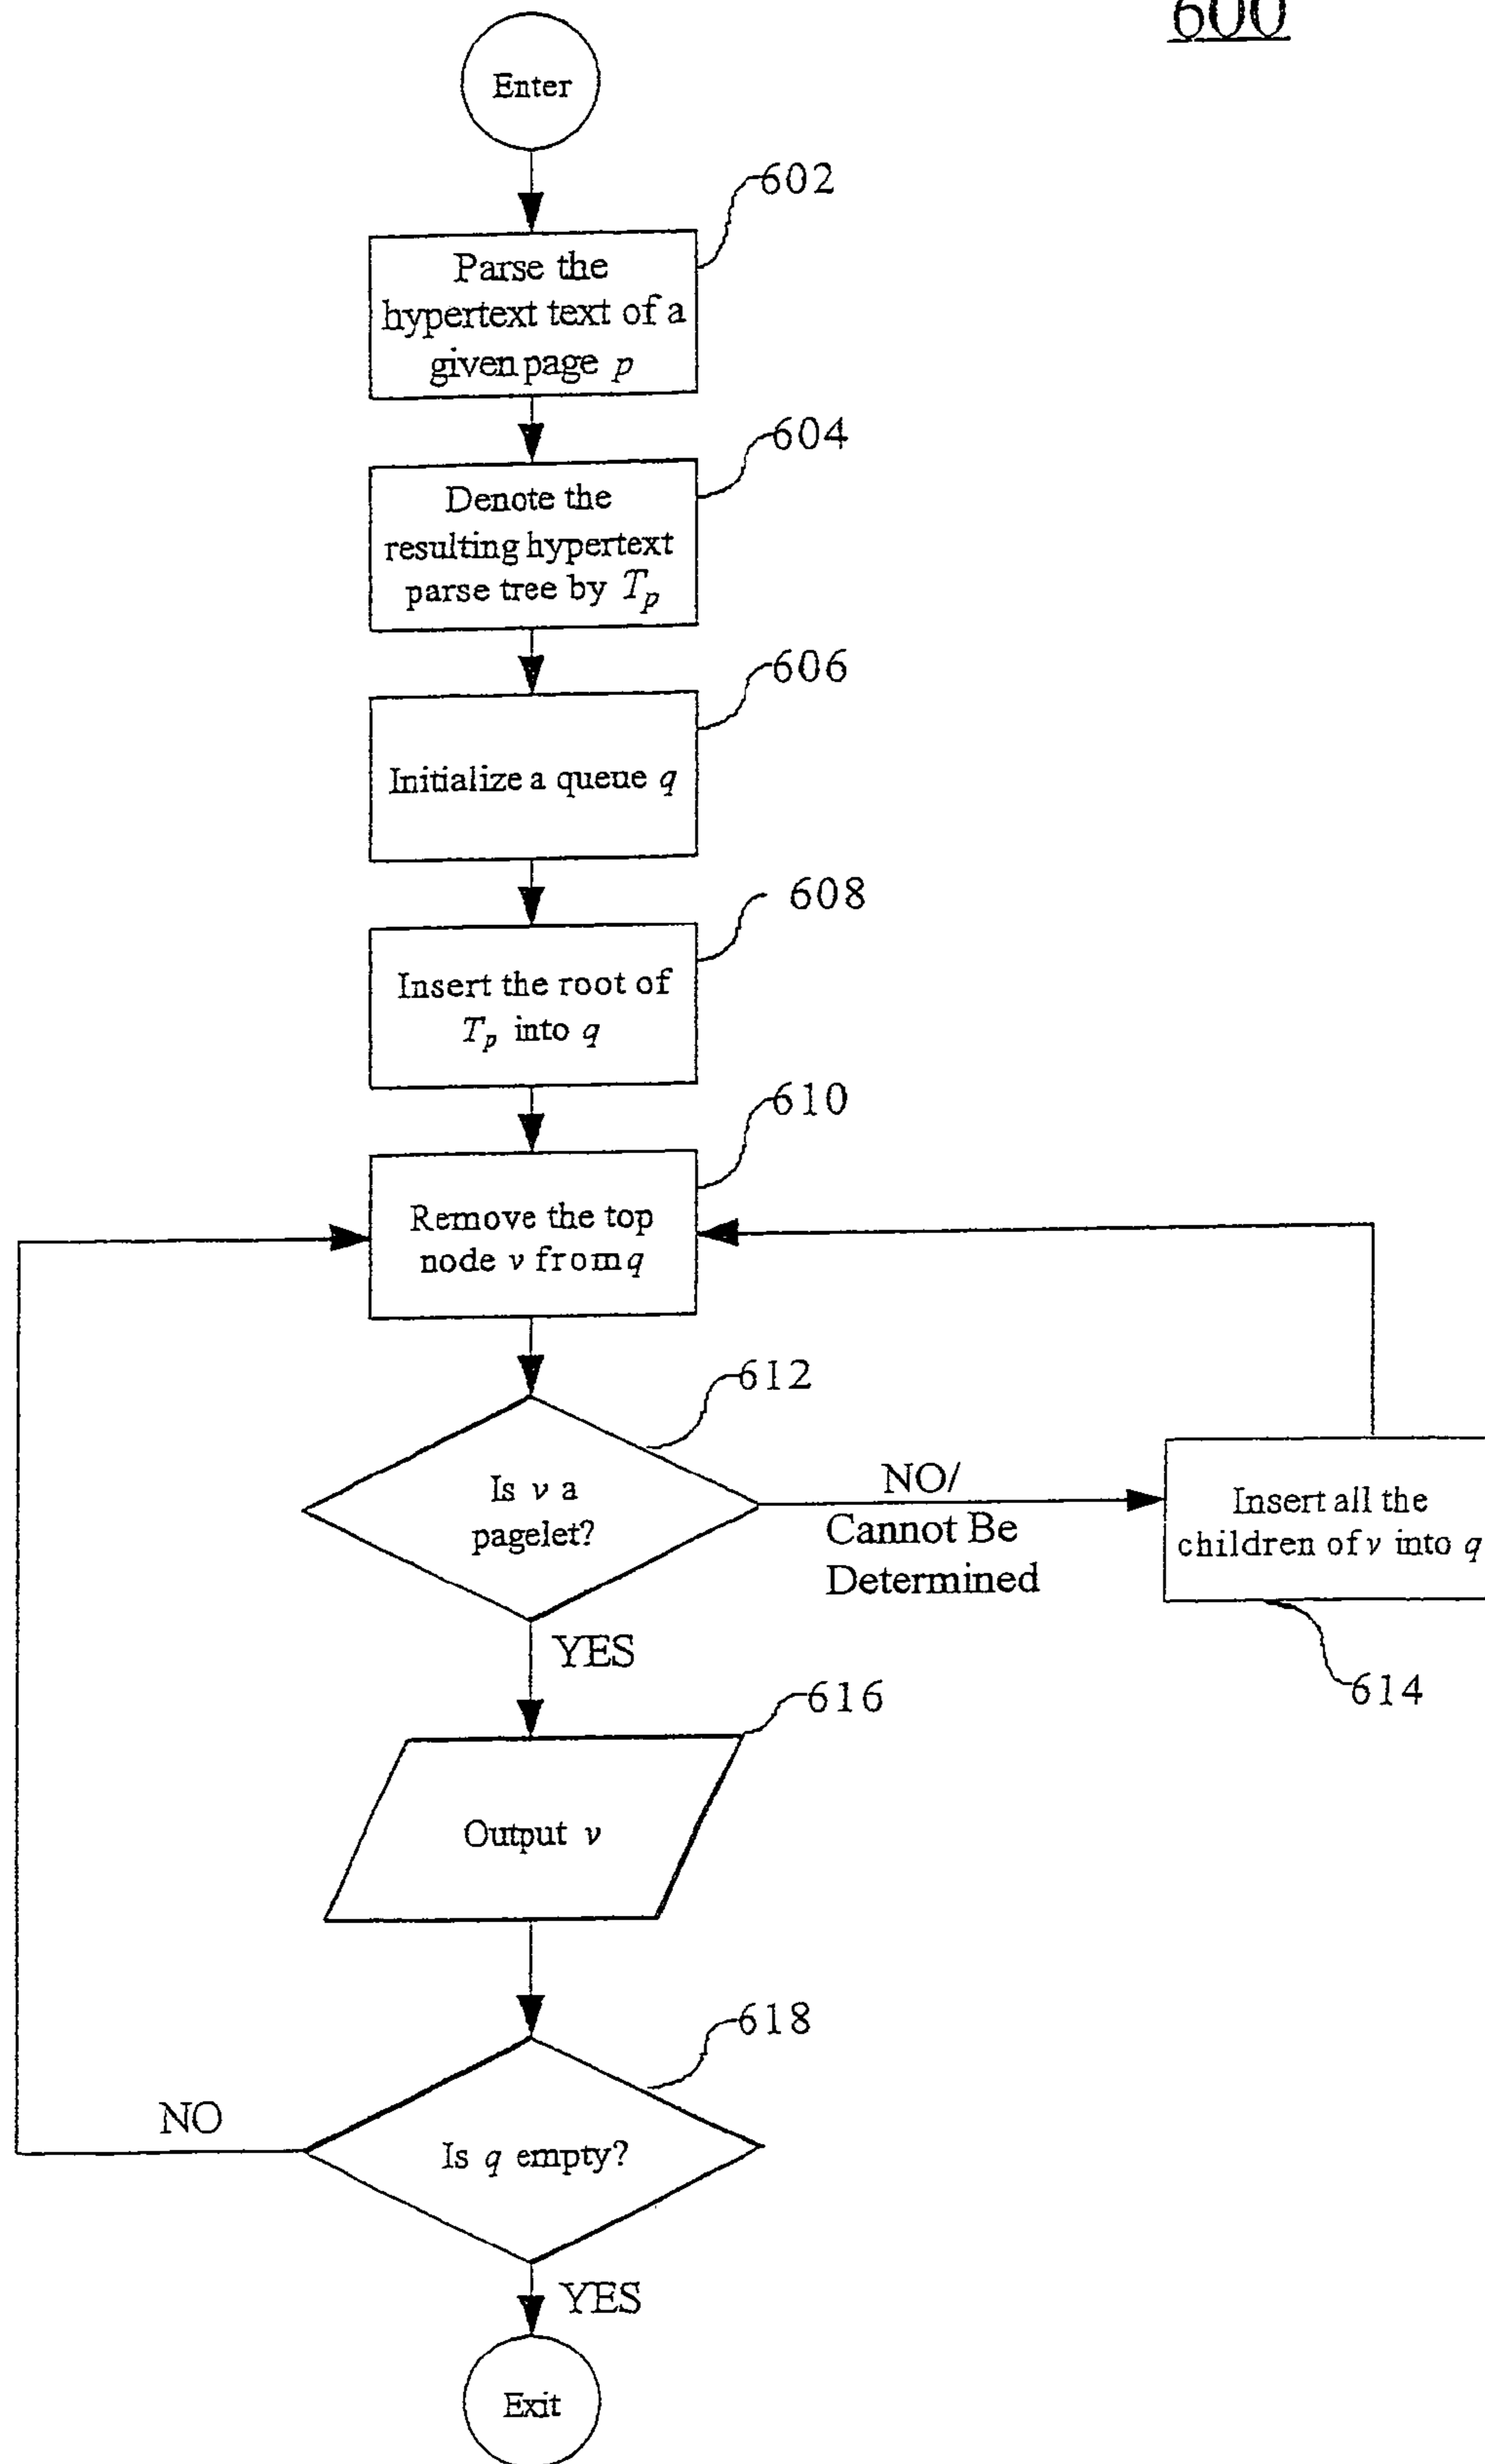 600
Enter
602
Parse the
hypertext text of a
given page p
604
Denote the
resulting hypertext
parse tree by Tp
606
Initialize a queue q
608
Insert the root of
Tp into q
610
Remove the top
node v from q
612
Is v a
pagelet?
NO/
Cannot Be
Determined
Insert all the
children of v into q
614
YES
616
Output v
618
NO
Is q empty?
YES
Exit